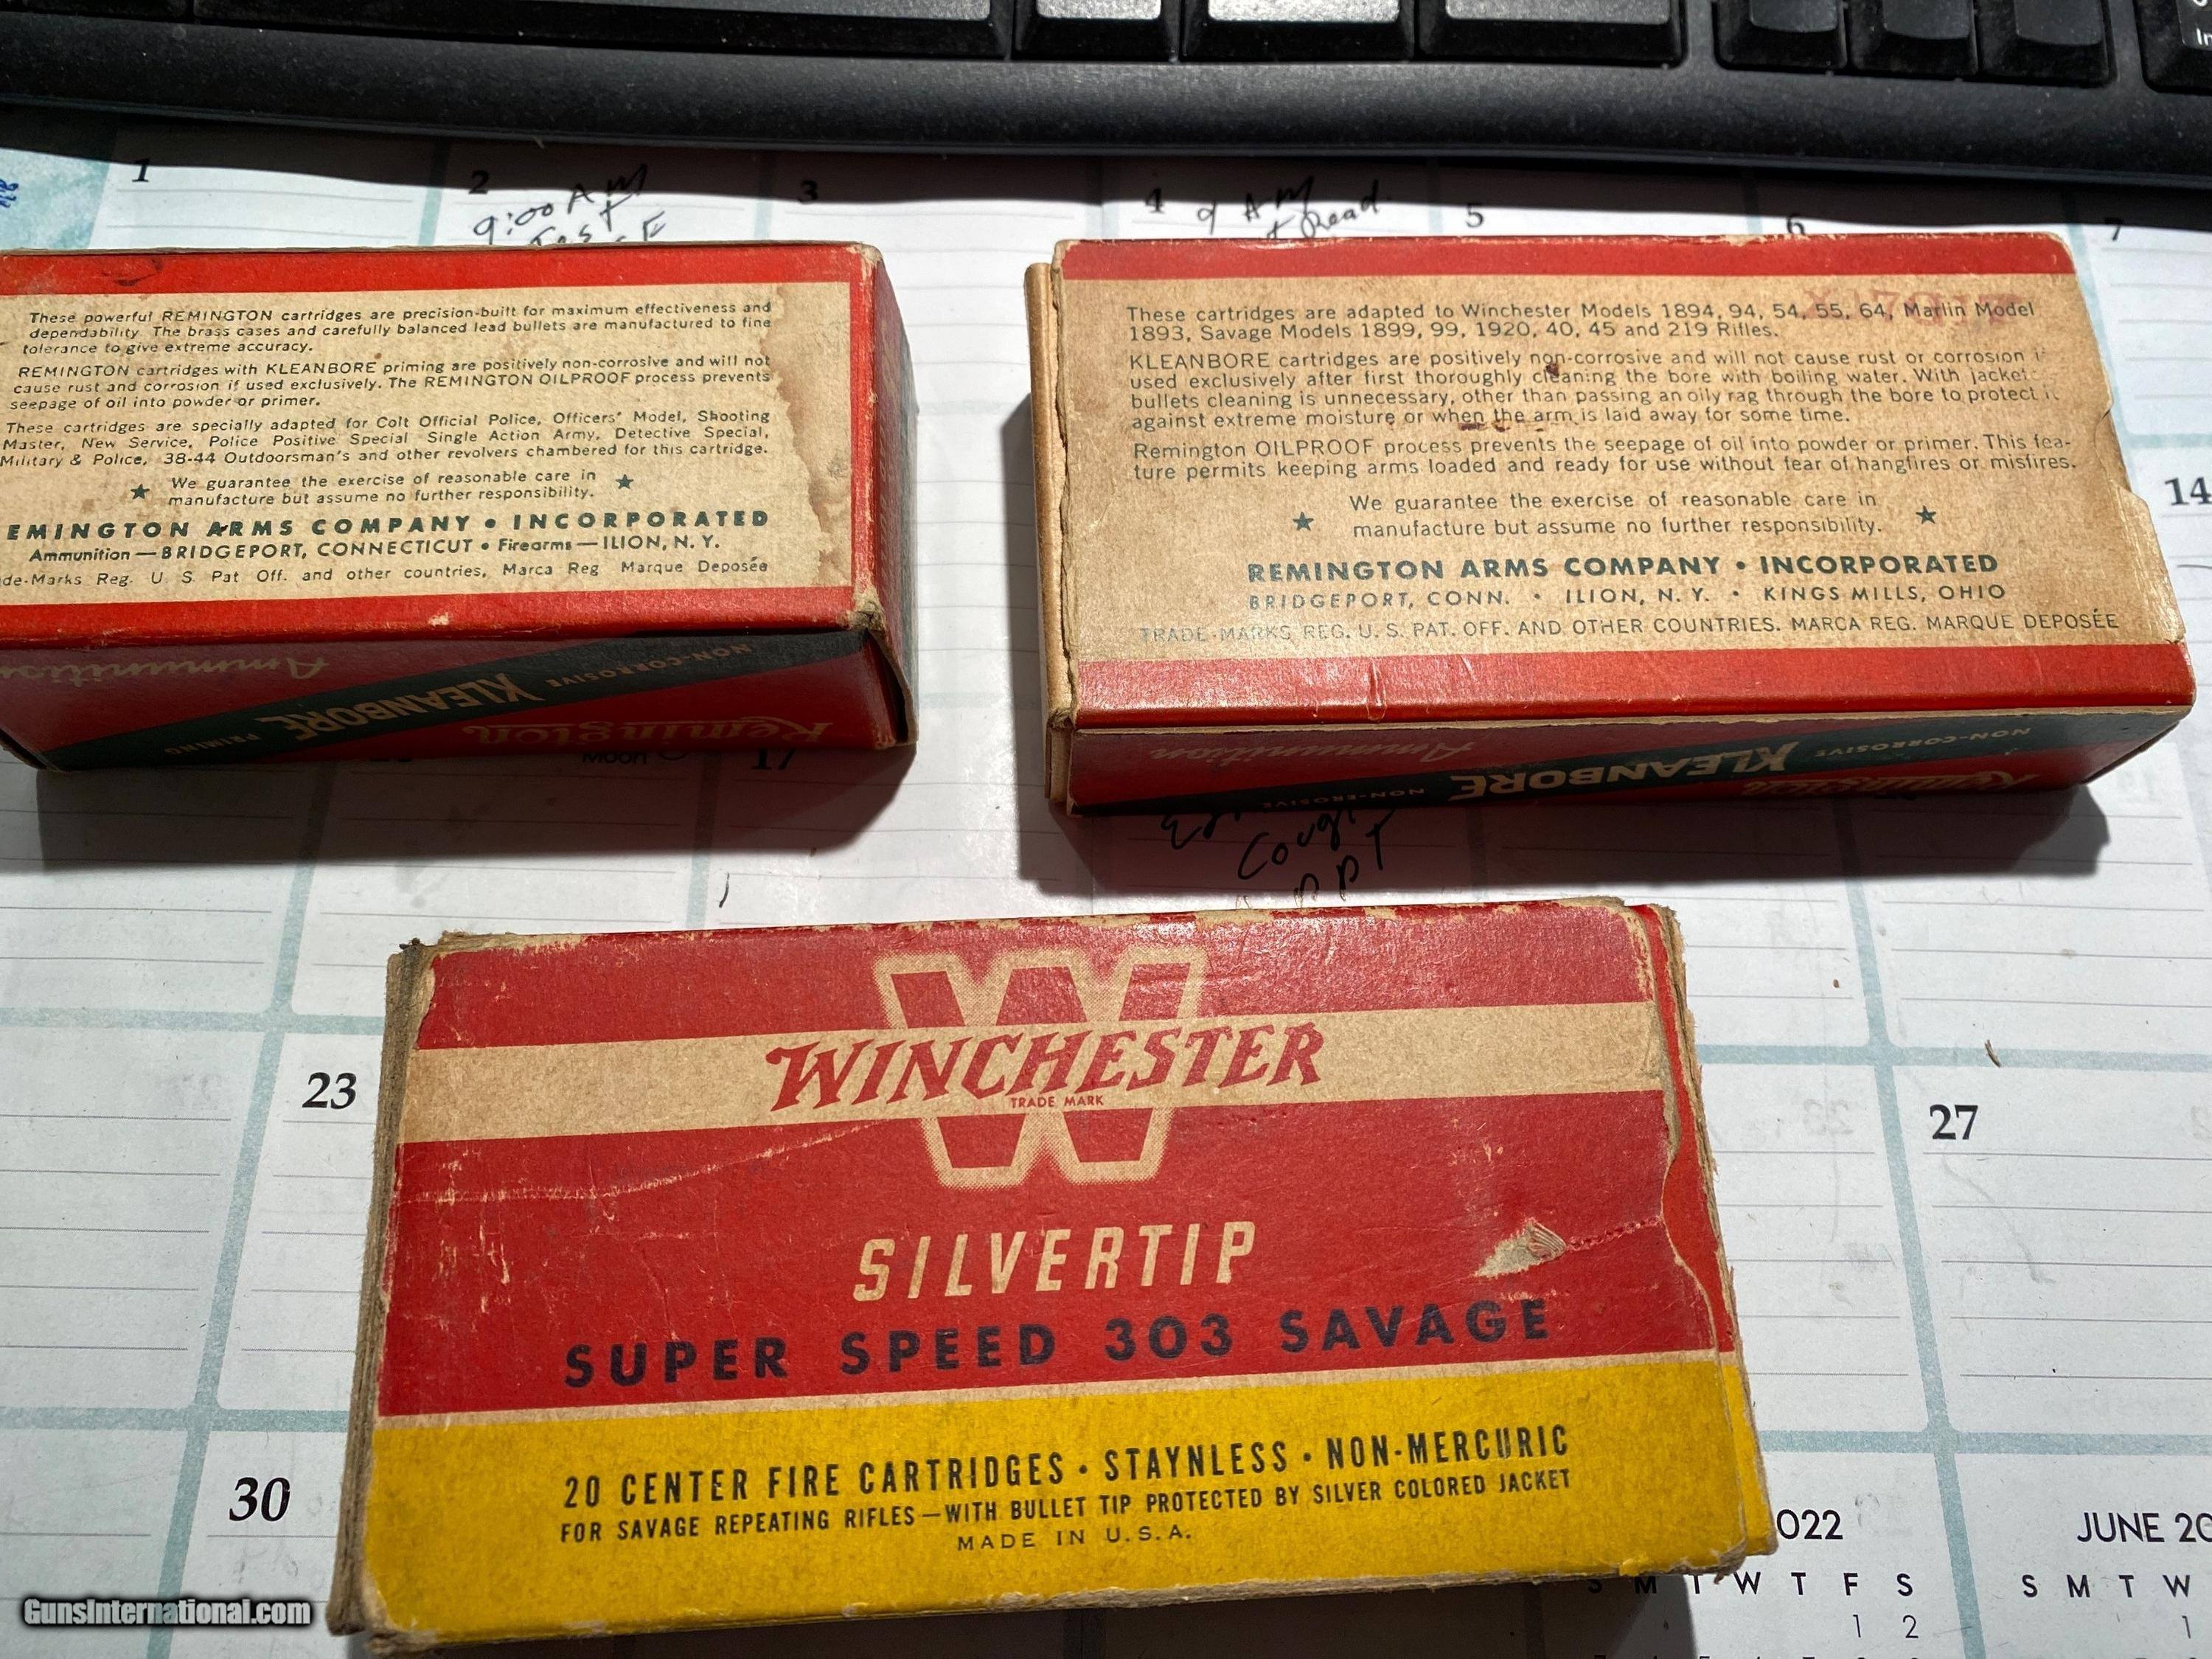 1
2
3
4
5
6
7
9:00 AM
Test
9 AM
Read.
These powerful REMINGTON cartridges are precision-built for maximum effectiveness and
dependability. The brass cases and carefully balanced lead bullets are manufactured to fine
tolerance to give extreme accuracy.
REMINGTON cartridges with KLEANBORE priming are positively non-corrosive and will not
cause rust and corrosion if used exclusively. The REMINGTON OILPROOF process prevents
seepage of oil into powder or primer.
These cartridges are specially adapted for Colt Official Police, Officers' Model, Shooting
Master, New Service, Police Positive Special Single Action Army, Detective Special,
Military & Police, 38-44 Outdoorsman's and other revolvers chambered for this cartridge.
We guarantee the exercise of reasonable care in
manufacture but assume no further responsibility.
EMINGTON ARMS COMPANY • INCORPORATED
Ammunition — BRIDGEPORT, CONNECTICUT • Firearms — ILION, N. Y.
de-Marks Reg. U. S. Pat Off. and other countries, Marca Reg Marque Deposée
Ammunition
NON-CORROSIVE
KLEANBORE
PRIMING
Remington
These cartridges are adapted to Winchester Models 1894, 94, 54, 55, 64, Marlin Model
1893, Savage Models 1899, 99, 1920, 40, 45 and 219 Rifles.
KLEANBORE cartridges are positively non-corrosive and will not cause rust or corrosion i
used exclusively after first thoroughly cleaning the bore with boiling water. With jacket
bullets cleaning is unnecessary, other than passing an oily rag through the bore to protect i
against extreme moisture or when the arm is laid away for some time.
Remington OILPROOF process prevents the seepage of oil into powder or primer. This fea-
ture permits keeping arms loaded and ready for use without fear of hangfires or misfires.
We guarantee the exercise of reasonable care in
manufacture but assume no further responsibility.
REMINGTON ARMS COMPANY • INCORPORATED
BRIDGEPORT, CONN. • ILION, N. Y. • KINGS MILLS, OHIO
TRADE-MARKS REG. U. S. PAT. OFF. AND OTHER COUNTRIES. MARCA REG. MARQUE DEPOSÉE
Ammunition
NON-CORROSIVE
KLEANBORE
NON-EROSIVE
Remington
14
Moon
17
Cough
PPT
23
27
30
WINCHESTER
TRADE MARK
SILVERTIP
SUPER SPEED 303 SAVAGE
20 CENTER FIRE CARTRIDGES • STAYNLESS • NON-MERCURIC
FOR SAVAGE REPEATING RIFLES—WITH BULLET TIP PROTECTED BY SILVER COLORED JACKET
MADE IN U.S.A.
022
S M T W T F S
1 2
JUNE 20
S M T W
1
GunsInternational.com